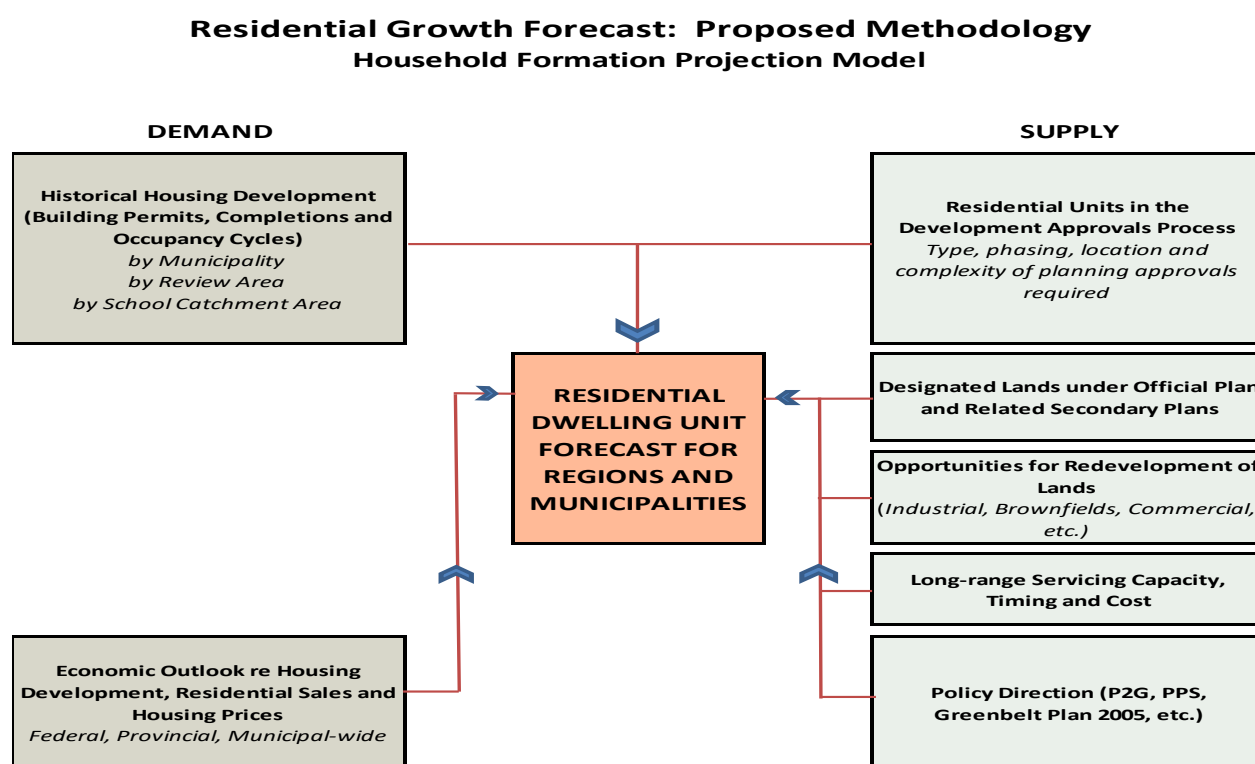 Residential Growth Forecast:  Proposed Methodology
Household Formation Projection Model
DEMAND
Historical Housing Development
(Building Permits, Completions and
Occupancy Cycles)
by Municipality
by Review Area
by School Catchment Area
Economic Outlook re Housing
Development, Residential Sales and
Housing Prices
Federal, Provincial, Municipal-wide
RESIDENTIAL
DWELLING UNIT
FORECAST FOR
REGIONS AND
MUNICIPALITIES
SUPPLY
Residential Units in the
Development Approvals Process
Type, phasing, location and
complexity of planning approvals
required
Designated Lands under Official Plan
and Related Secondary Plans
Opportunities for Redevelopment of
Lands
(Industrial, Brownfields, Commercial,
etc.)
Long-range Servicing Capacity,
Timing and Cost
Policy Direction (P2G, PPS,
Greenbelt Plan 2005, etc.)